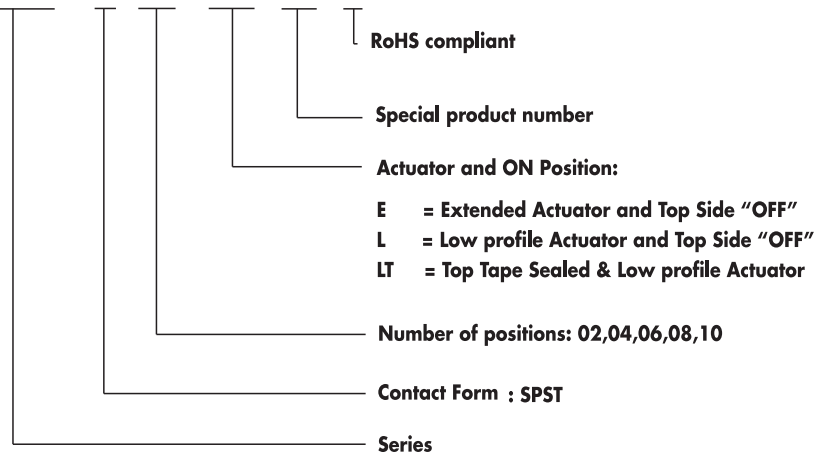 RoHS compliant
Special product number
Actuator and ON Position:
E = Extended Actuator and Top Side “OFF”
L = Low profile Actuator and Top Side “OFF”
LT = Top Tape Sealed & Low profile Actuator
Number of positions: 02,04,06,08,10
Contact Form : SPST
Series